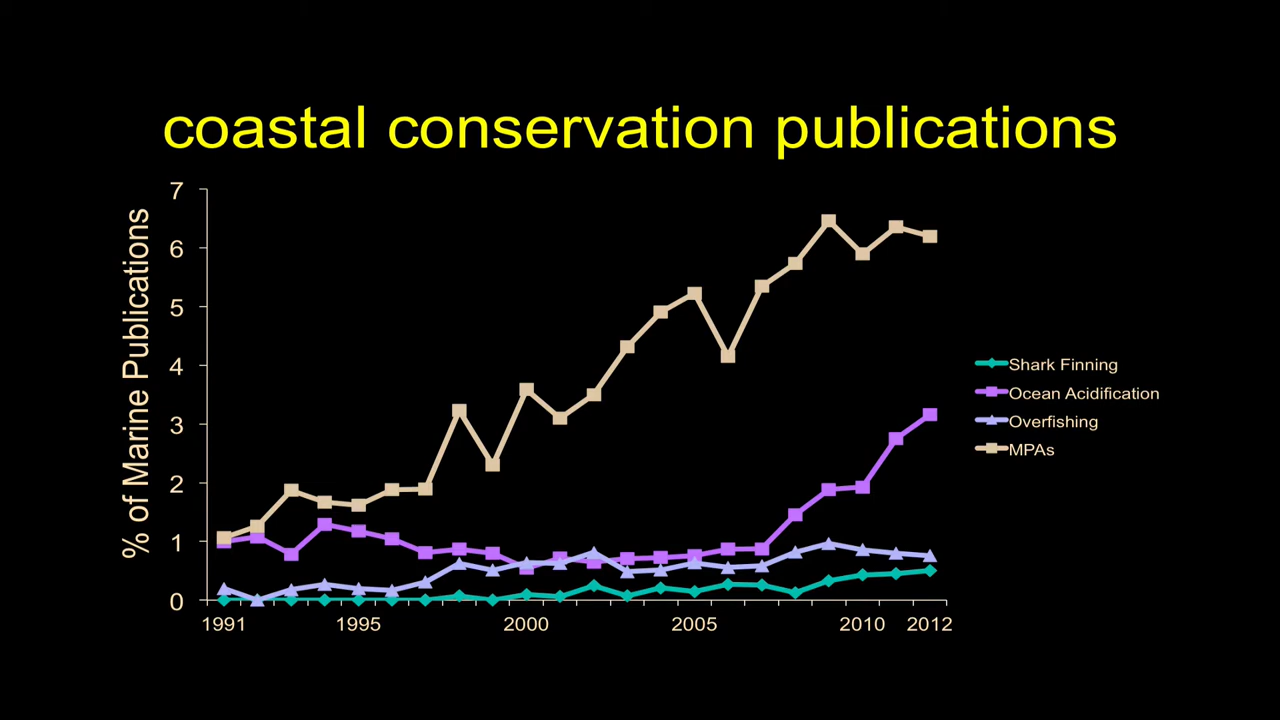 coastal conservation publications
% of Marine Publications
7
6
5
4
3
2
1
0
1991 1995 2000 2005 2010 2012
Shark Finning
Ocean Acidification
Overfishing
MPAs